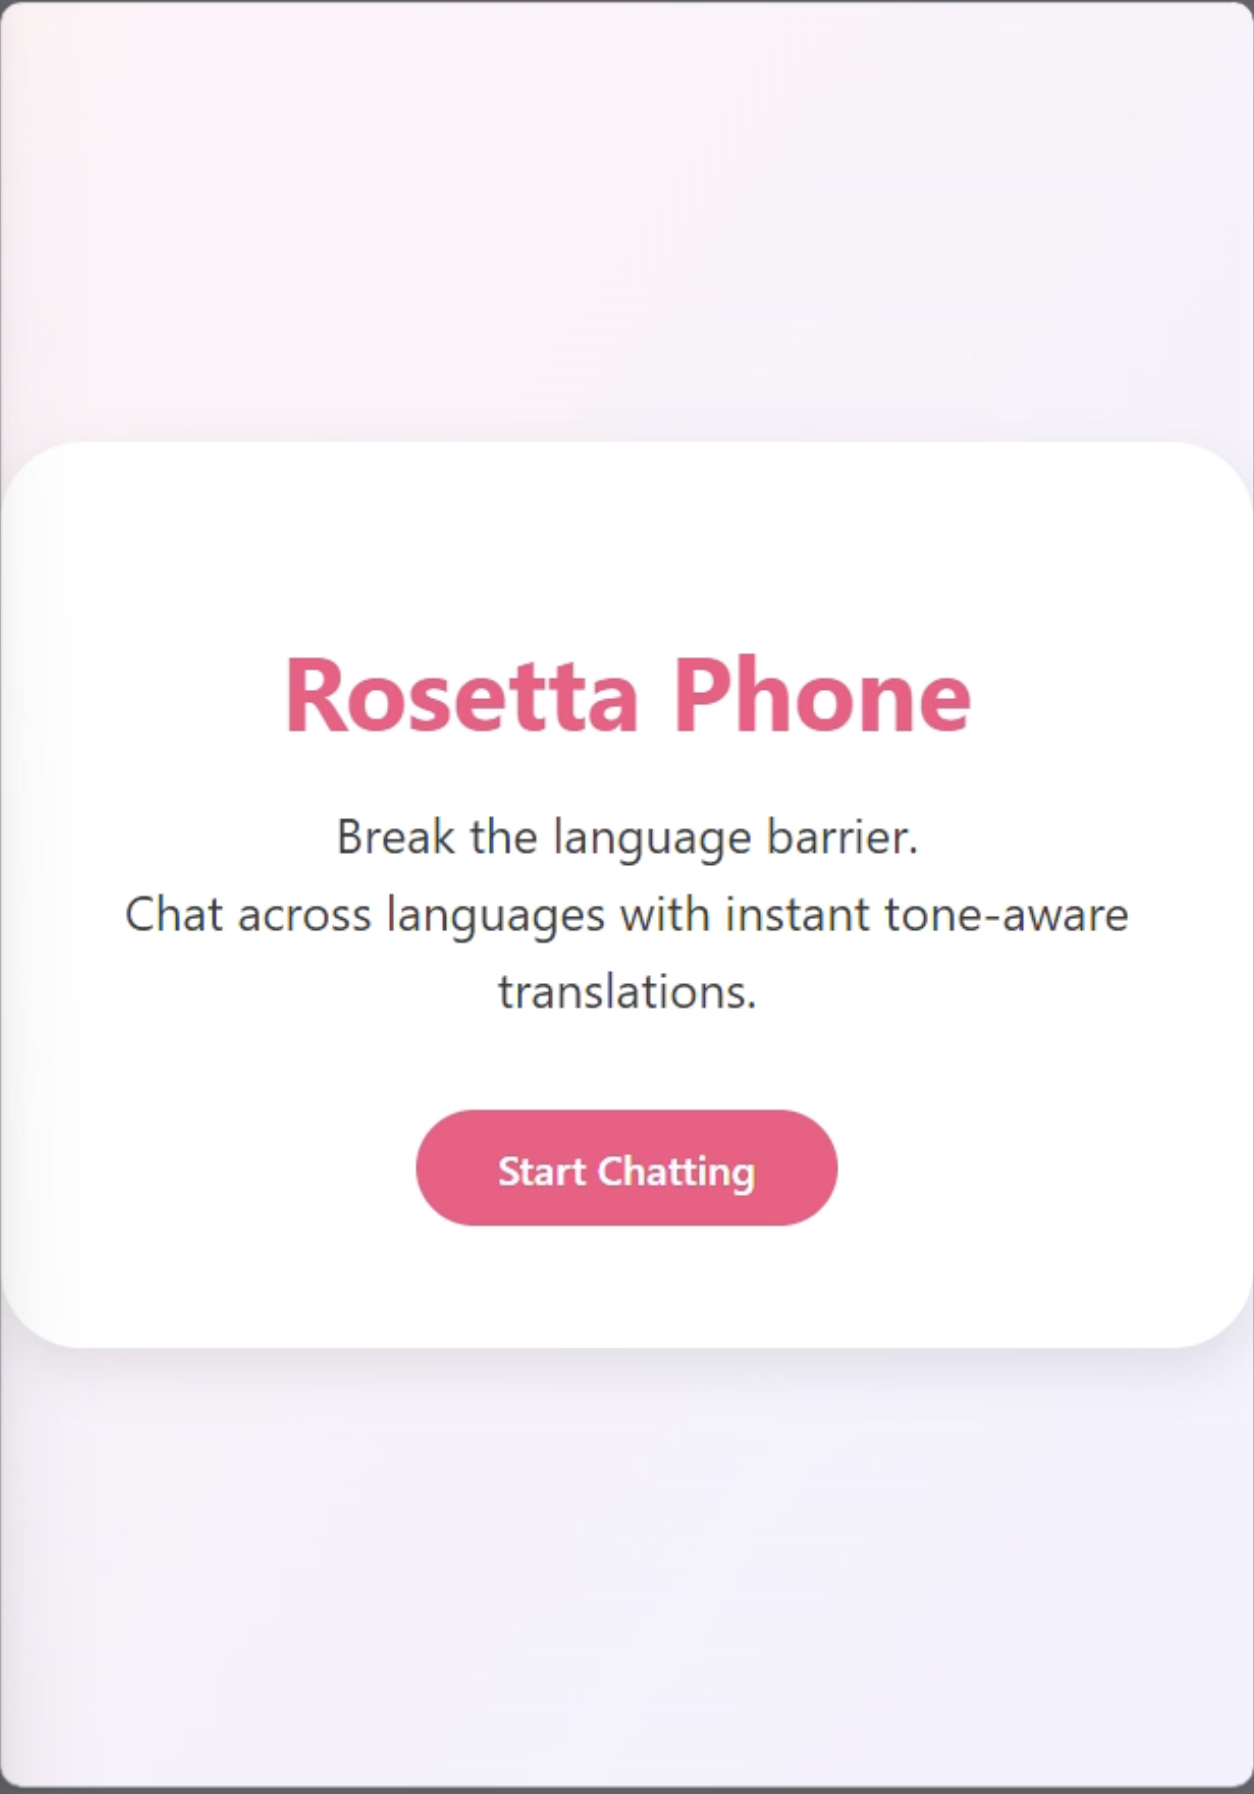 Rosetta Phone
Break the language barrier.
Chat across languages with instant tone-aware
translations.
Start Chatting